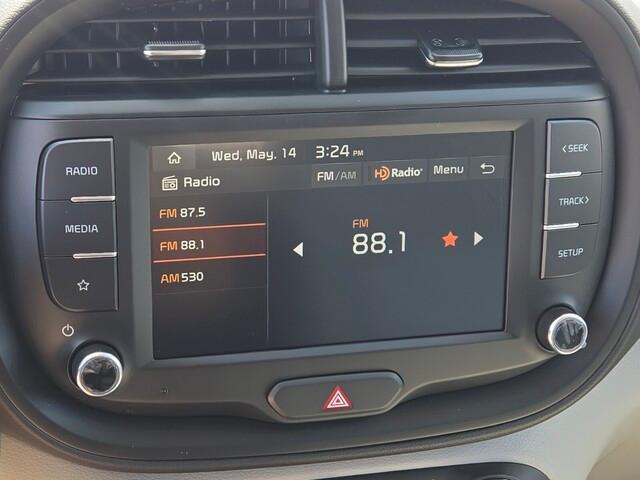 Wed, May. 14 3:24 PM
Radio FM/AM HD Radio Menu
RADIO
MEDIA
FM 87.5
FM 88.1
AM 530
FM
88.1
< SEEK
TRACK >
SETUP